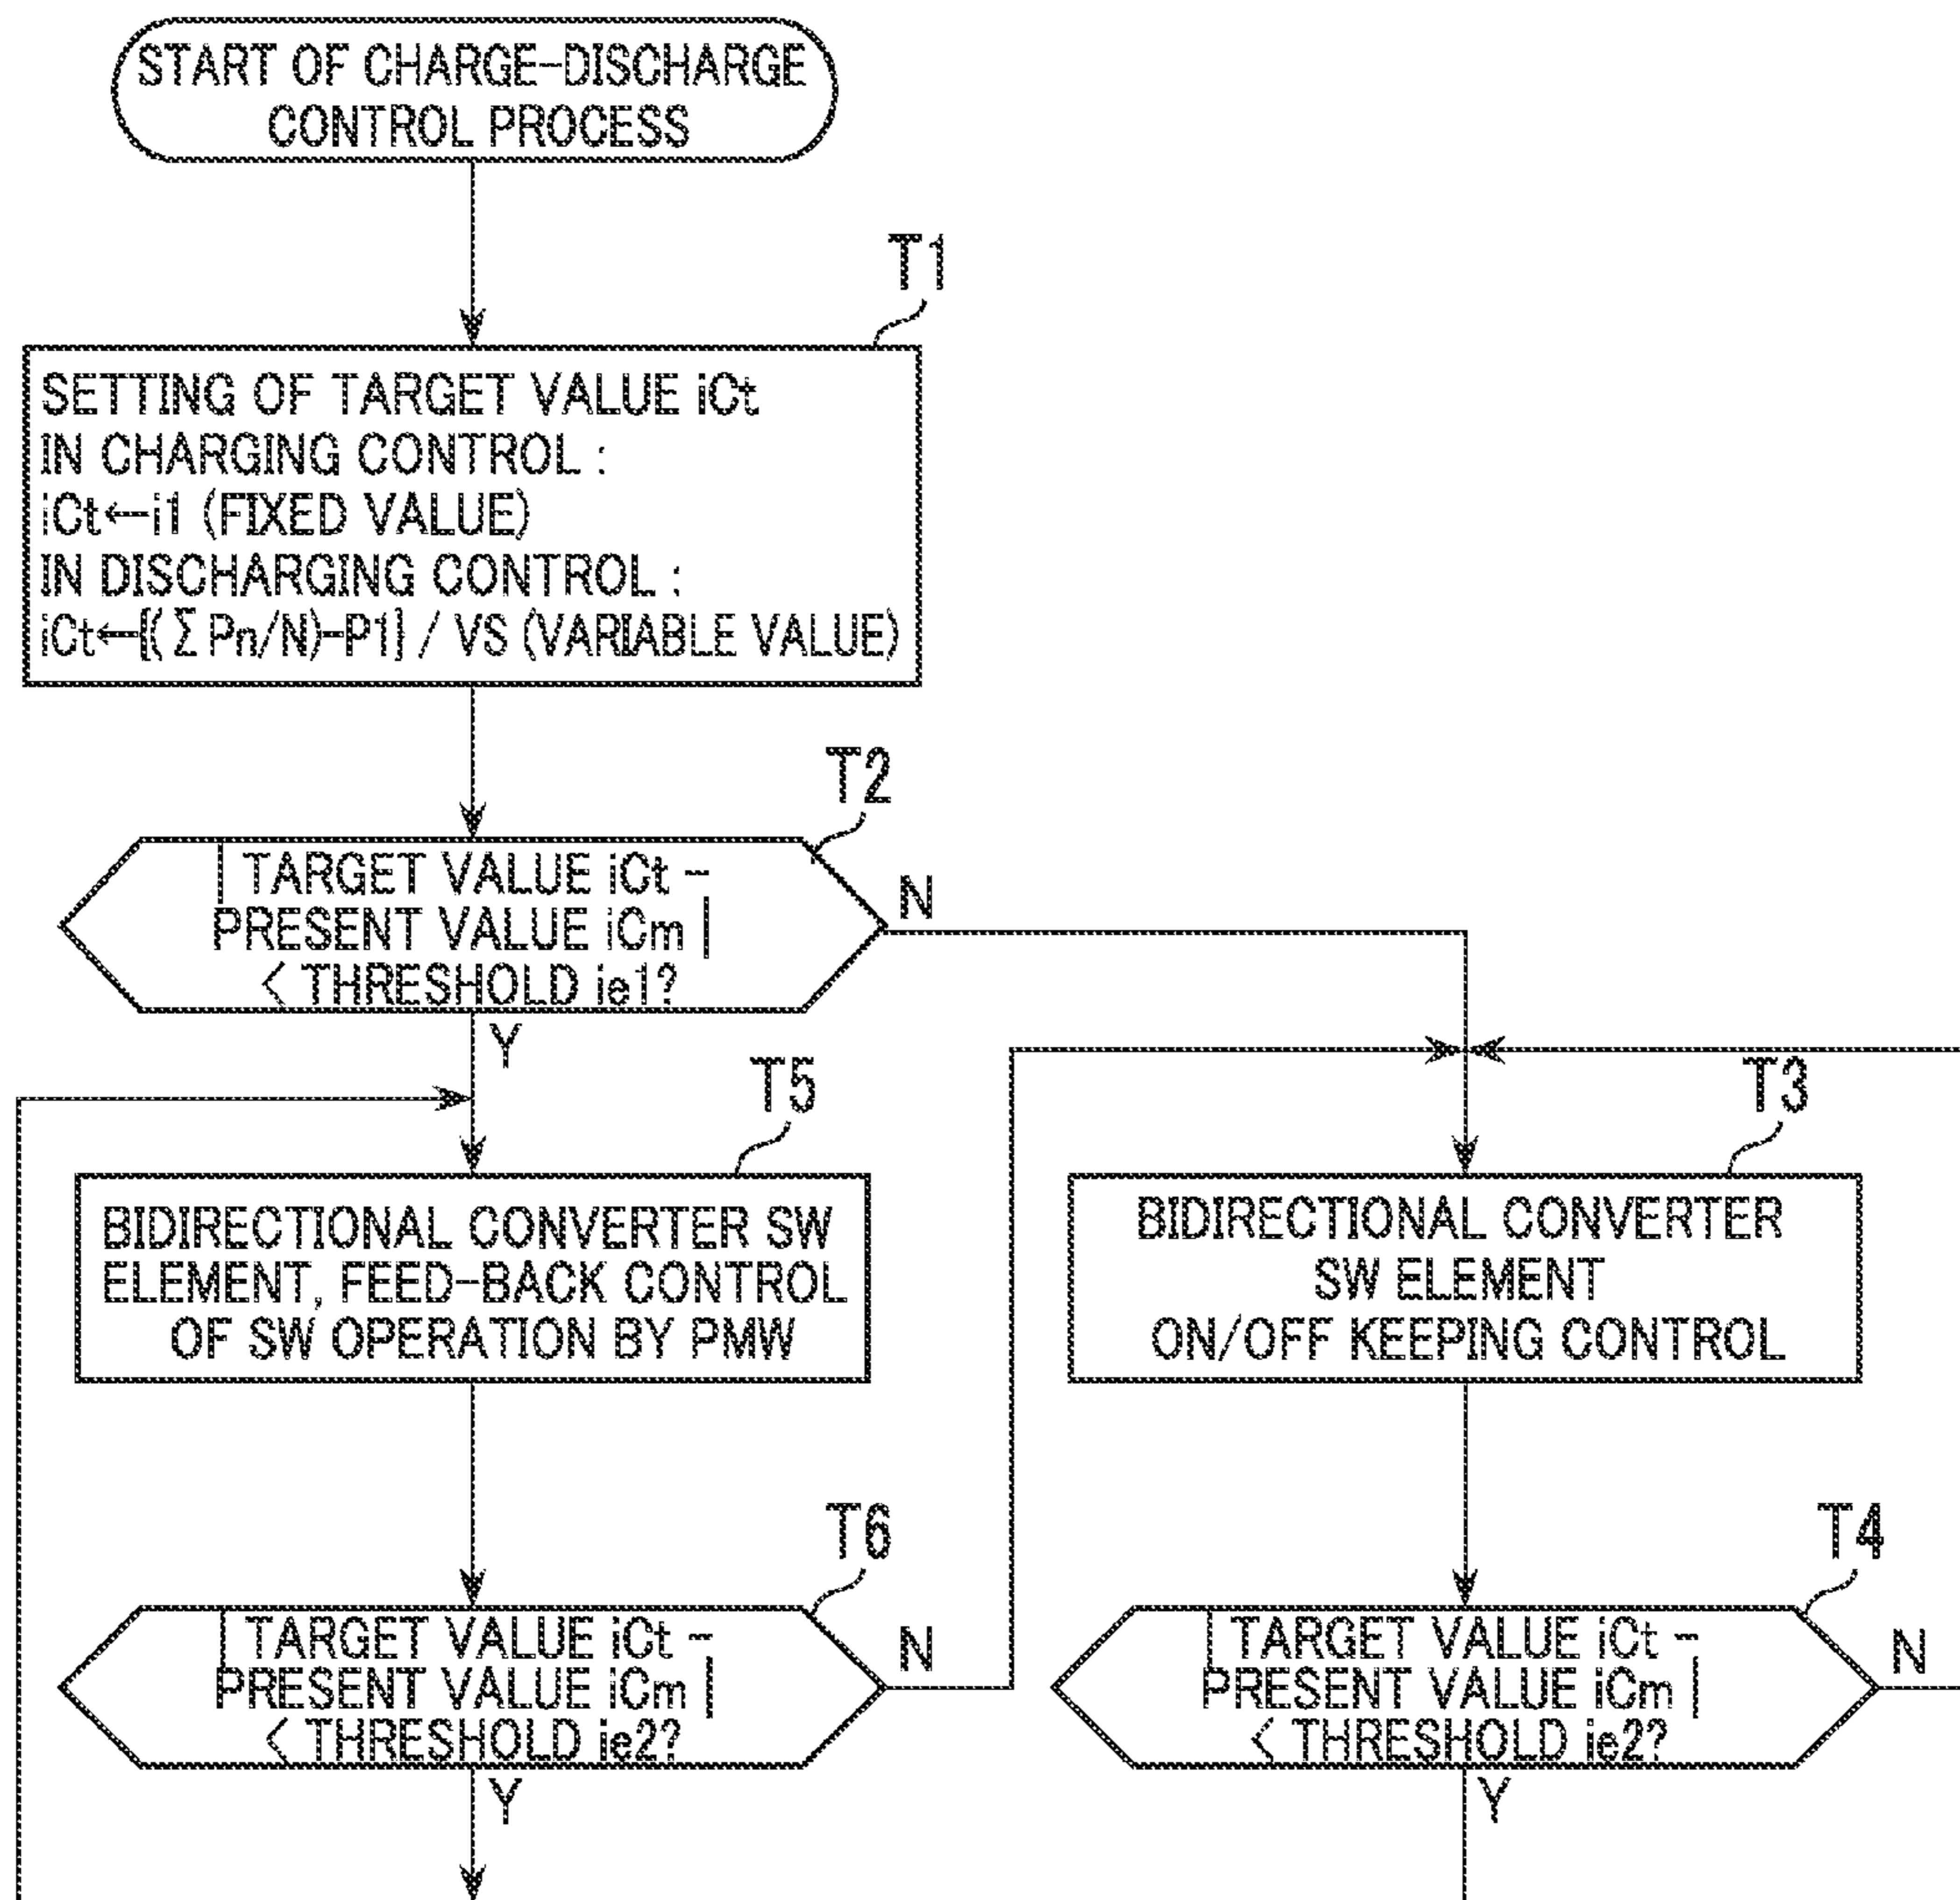 START OF CHARGE-DISCHARGE
CONTROL PROCESS
T1
SETTING OF TARGET VALUE iCt
IN CHARGING CONTROL :
iCt←i1 (FIXED VALUE)
IN DISCHARGING CONTROL :
iCt←[(ΣPn/N)-P1] / VS (VARIABLE VALUE)
T2
| TARGET VALUE iCt -
PRESENT VALUE iCm |
< THRESHOLD ie1?
N
Y
T5
BIDIRECTIONAL CONVERTER SW
ELEMENT, FEED-BACK CONTROL
OF SW OPERATION BY PMW
T3
BIDIRECTIONAL CONVERTER
SW ELEMENT
ON/OFF KEEPING CONTROL
T6
| TARGET VALUE iCt -
PRESENT VALUE iCm |
< THRESHOLD ie2?
N
Y
T4
| TARGET VALUE iCt -
PRESENT VALUE iCm |
< THRESHOLD ie2?
N
Y